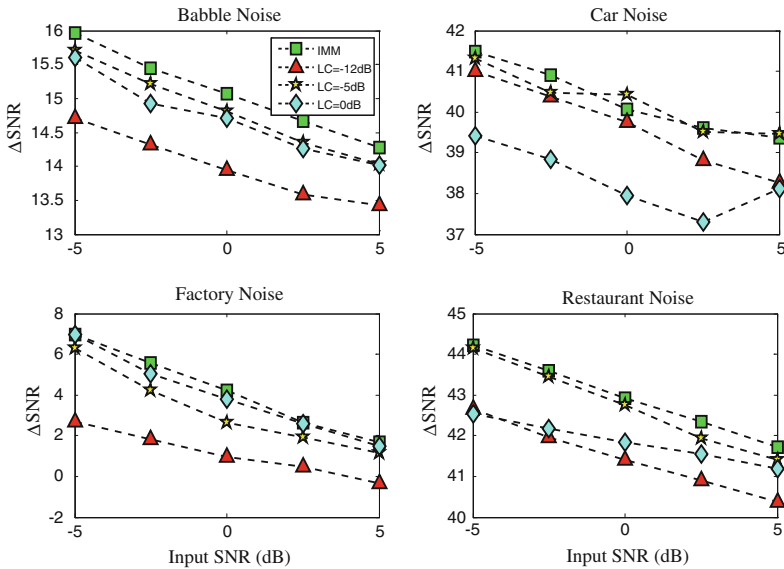 Babble Noise
16
15.5
15
14.5
14
13.5
13
-5
0
5
ΔSNR
IMM
LC=-12dB
LC=-5dB
LC=0dB
Car Noise
42
41
40
39
38
37
-5
0
5
ΔSNR
Factory Noise
8
6
4
2
0
-2
-5
0
5
ΔSNR
Input SNR (dB)
Restaurant Noise
45
44
43
42
41
40
-5
0
5
ΔSNR
Input SNR (dB)